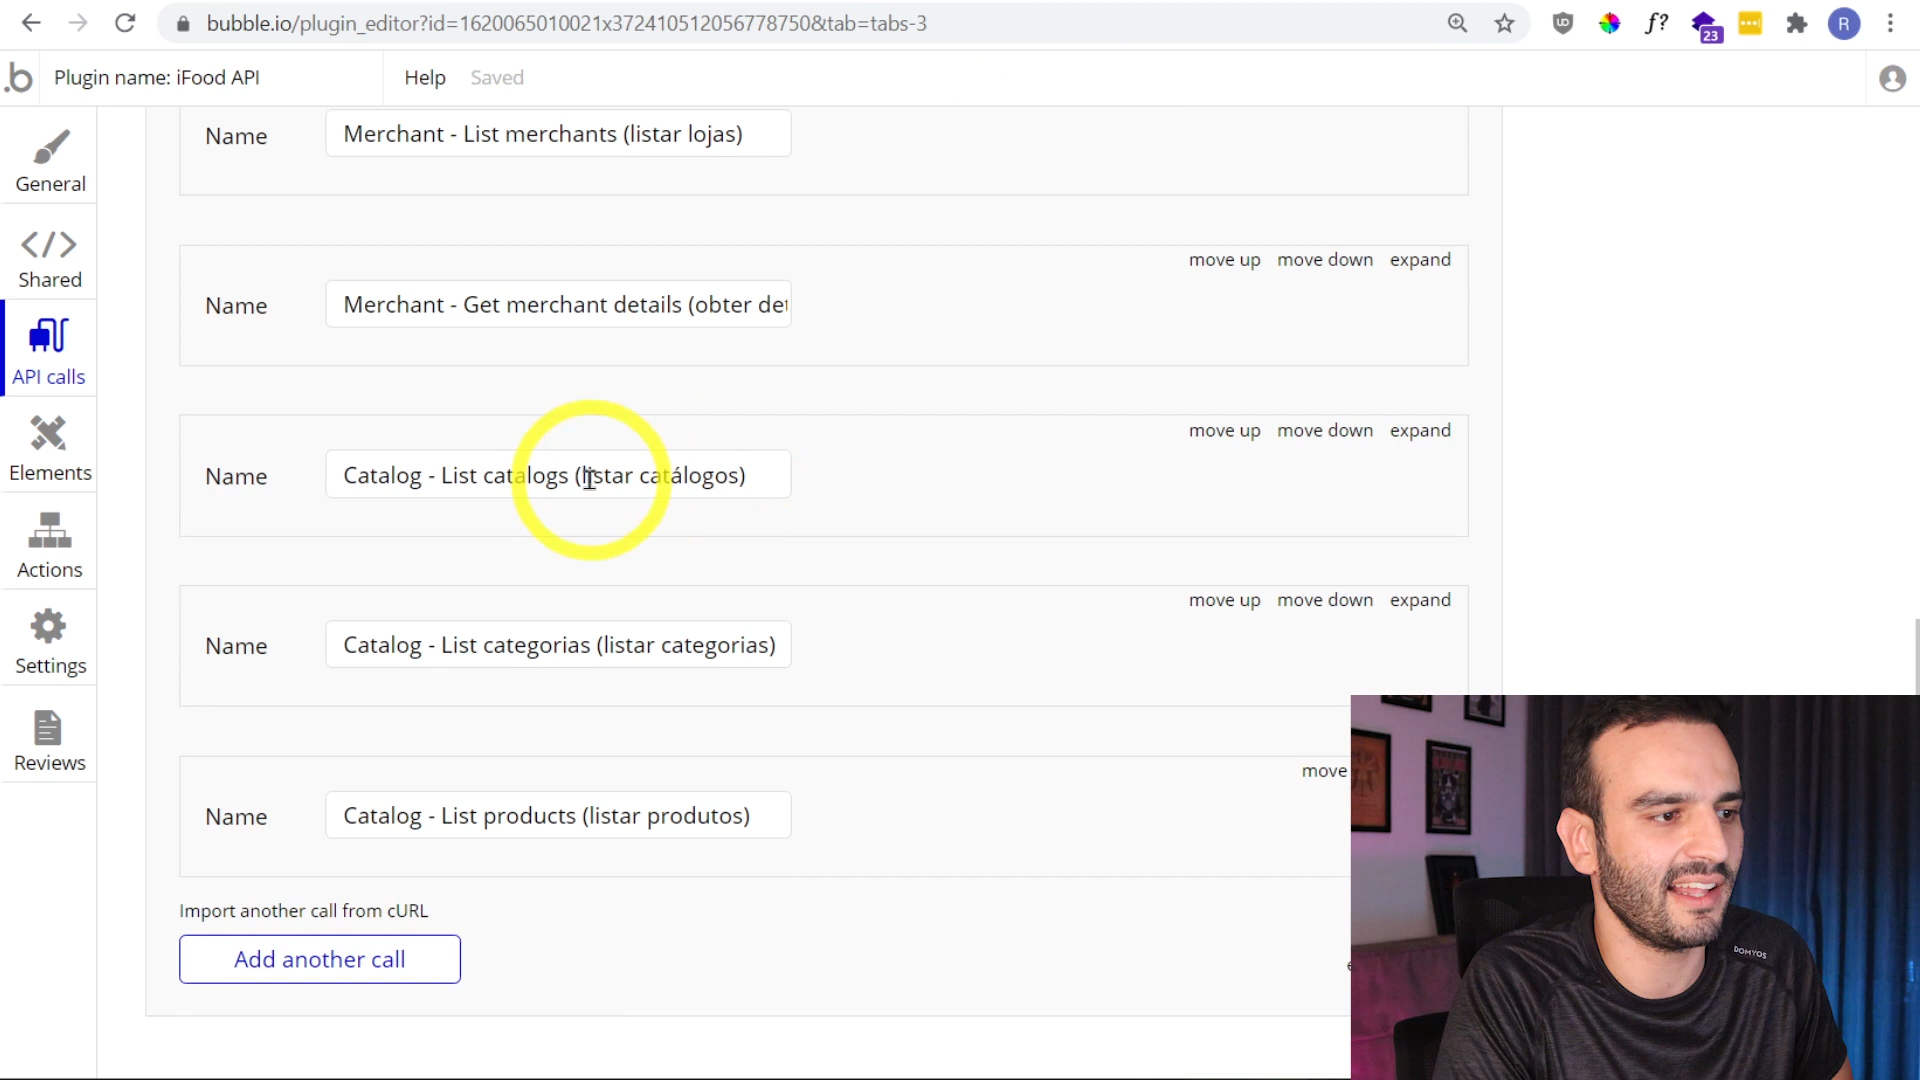 bubble.io/plugin_editor?id=1620065010021x372410512056778750&tab=tabs-3
f?
23
R
.b
Plugin name: iFood API
Help
Saved
General
Shared
API calls
Elements
Actions
Settings
Reviews
Name
Merchant - List merchants (listar lojas)
move up move down expand
Name
Merchant - Get merchant details (obter det
move up move down expand
Name
Catalog - List catalogs (listar catálogos)
move up move down expand
Name
Catalog - List categorias (listar categorias)
move
Name
Catalog - List products (listar produtos)
Import another call from cURL
Add another call
DOMYOS